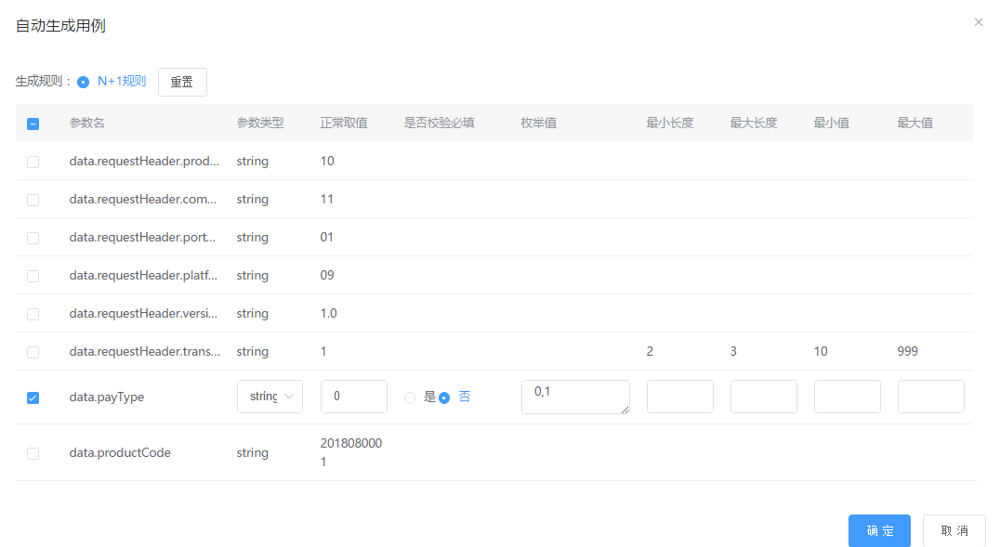 自动生成用例
生成规则： N+1规则 重置
参数名 参数类型 正常取值 是否校验必填 枚举值 最小长度 最大长度 最小值 最大值
data.requestHeader.prod... string 10
data.requestHeader.com... string 11
data.requestHeader.port... string 01
data.requestHeader.platf... string 09
data.requestHeader.versi... string 1.0
data.requestHeader.trans... string 1 2 3 10 999
data.payType string 0 是 否 0,1
data.productCode string 201808000
1
确 定 取 消